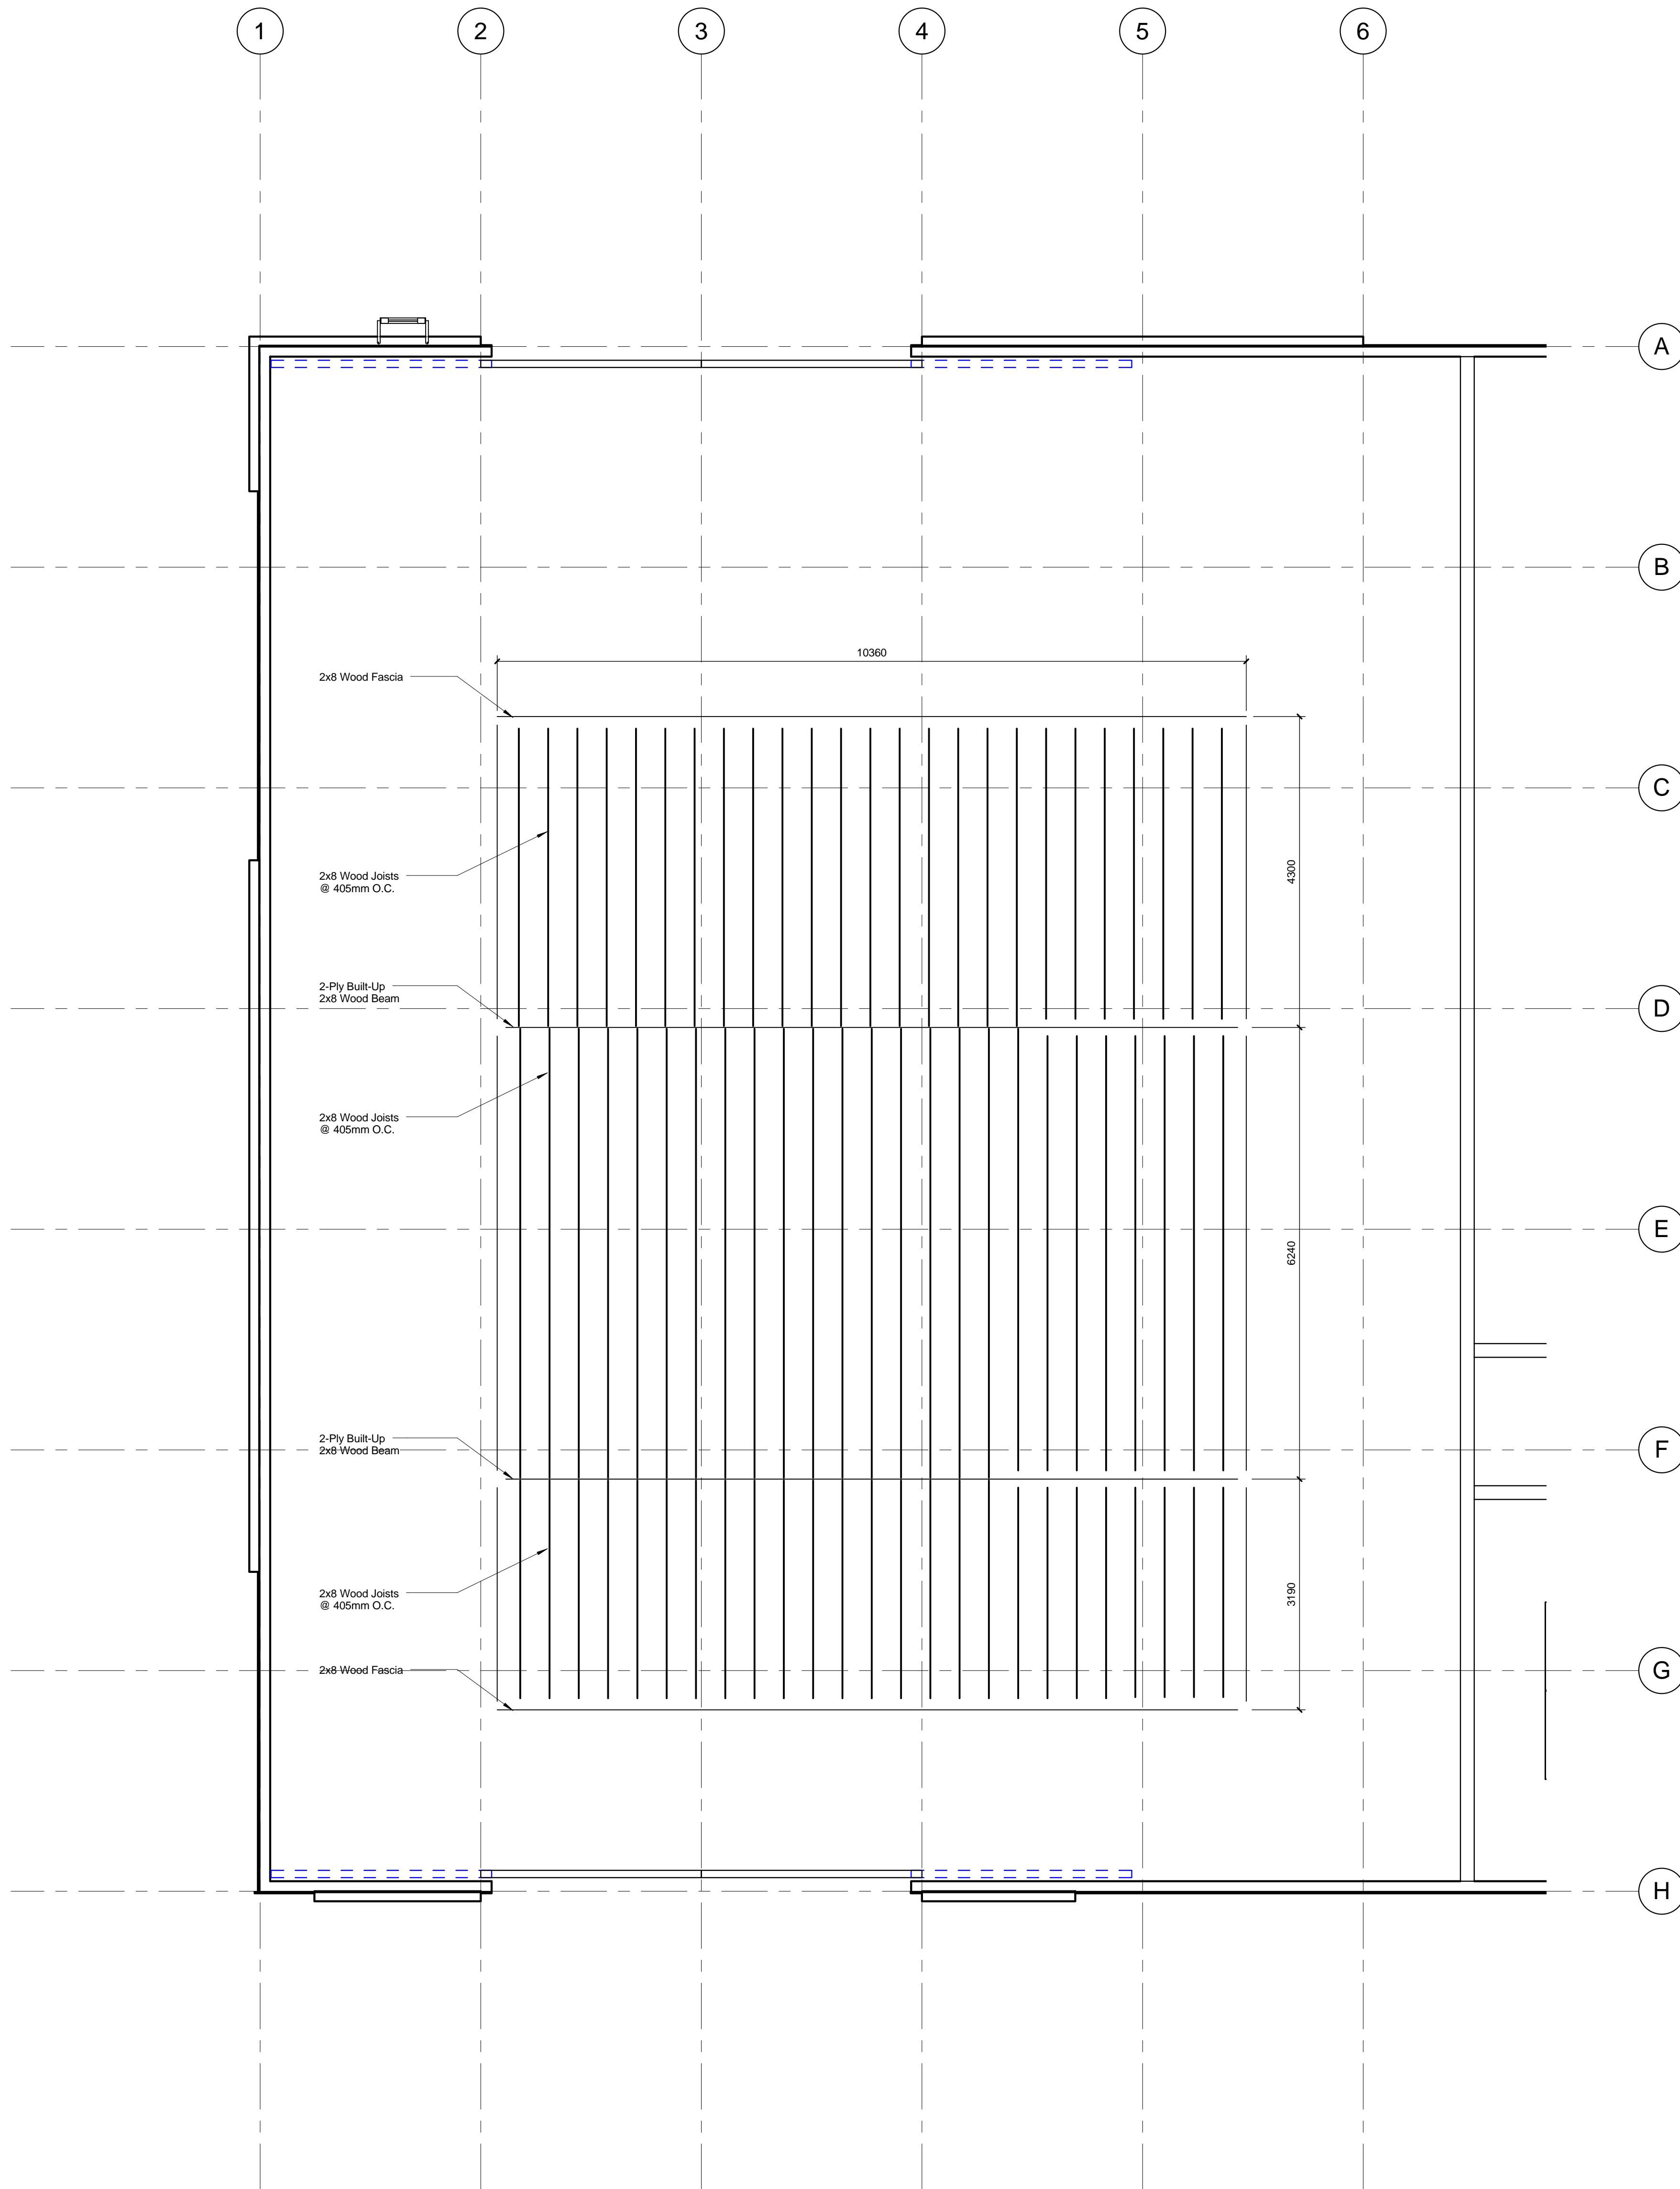 1
2
3
4
5
6
A
B
10360
2x8 Wood Fascia
C
2x8 Wood Joists
@ 405mm O.C.
4300
2-Ply Built-Up
2x8 Wood Beam
D
2x8 Wood Joists
@ 405mm O.C.
E
6240
2-Ply Built-Up
2x8 Wood Beam
F
2x8 Wood Joists
@ 405mm O.C.
3190
2x8 Wood Fascia
G
H